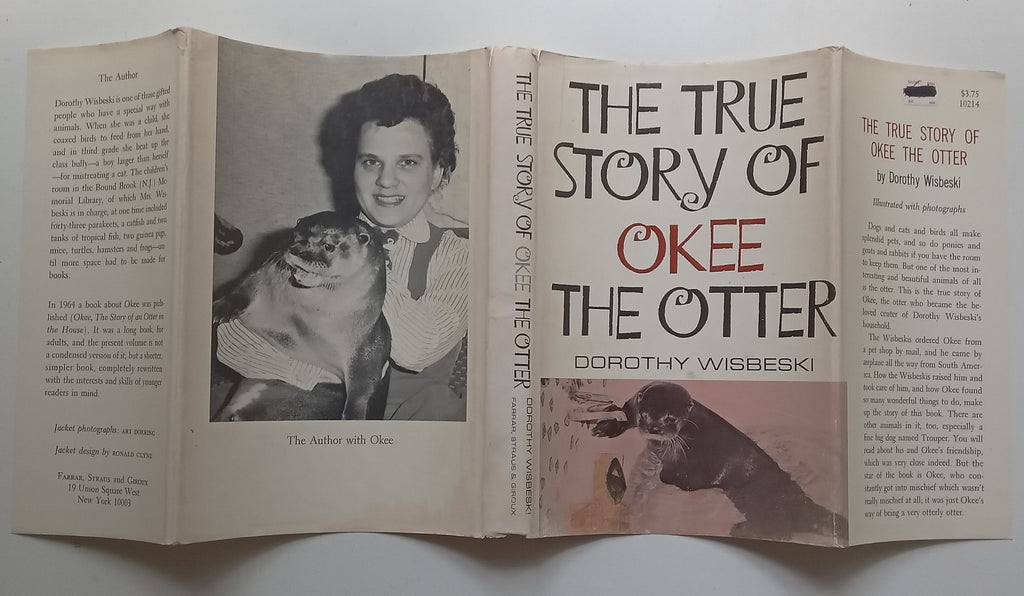 The Author
Dorothy Wisbeski is one of those gifted
people who have a special way with
animals. When she was a child, she
coaxed birds to feed from her hand,
and in third grade she beat up the
class bully—a boy larger than herself
—for mistreating a cat. The children's
room in the Bound Brook (N.J.) Me-
morial Library, of which Mrs. Wis-
beski is in charge, at one time included
forty-three parakeets, a catfish and two
tanks of tropical fish, two guinea pigs,
mice, turtles, hamsters and frogs—un-
til more space had to be made for
books.
In 1964 a book about Okee was pub-
lished (Okee, The Story of an Otter in
the House). It was a long book, for
adults, and the present volume is not
a condensed version of it, but a shorter,
simpler book, completely rewritten
with the interests and skills of younger
readers in mind.
Jacket photographs: ART DOERING
Jacket design by RONALD CLYNE
FARRAR, STRAUS and GIROUX
19 Union Square West
New York 10003
The Author with Okee
THE TRUE STORY OF OKEE THE OTTER
DOROTHY WISBESKI
FARRAR, STRAUS & GIROUX
THE TRUE
STORY OF
OKEE
THE OTTER
DOROTHY WISBESKI
$3.75
10214
THE TRUE STORY OF
OKEE THE OTTER
by Dorothy Wisbeski
Illustrated with photographs
Dogs and cats and birds all make
splendid pets, and so do ponies and
goats and rabbits if you have the room
to keep them. But one of the most in-
teresting and beautiful animals of all
is the otter. This is the true story of
Okee, the otter who became the be-
loved center of Dorothy Wisbeski's
household.
The Wisbeskis ordered Okee from
a pet shop by mail, and he came by
airplane all the way from South Amer-
ica. How the Wisbeskis raised him and
took care of him, and how Okee found
so many wonderful things to do, make
up the story of this book. There are
other animals in it, too, especially a
fine big dog named Trouper. You will
read about his and Okee's friendship,
which was very close indeed. But the
star of the book is Okee, who con-
stantly got into mischief which wasn't
really mischief at all; it was just Okee's
way of being a very otterly otter.